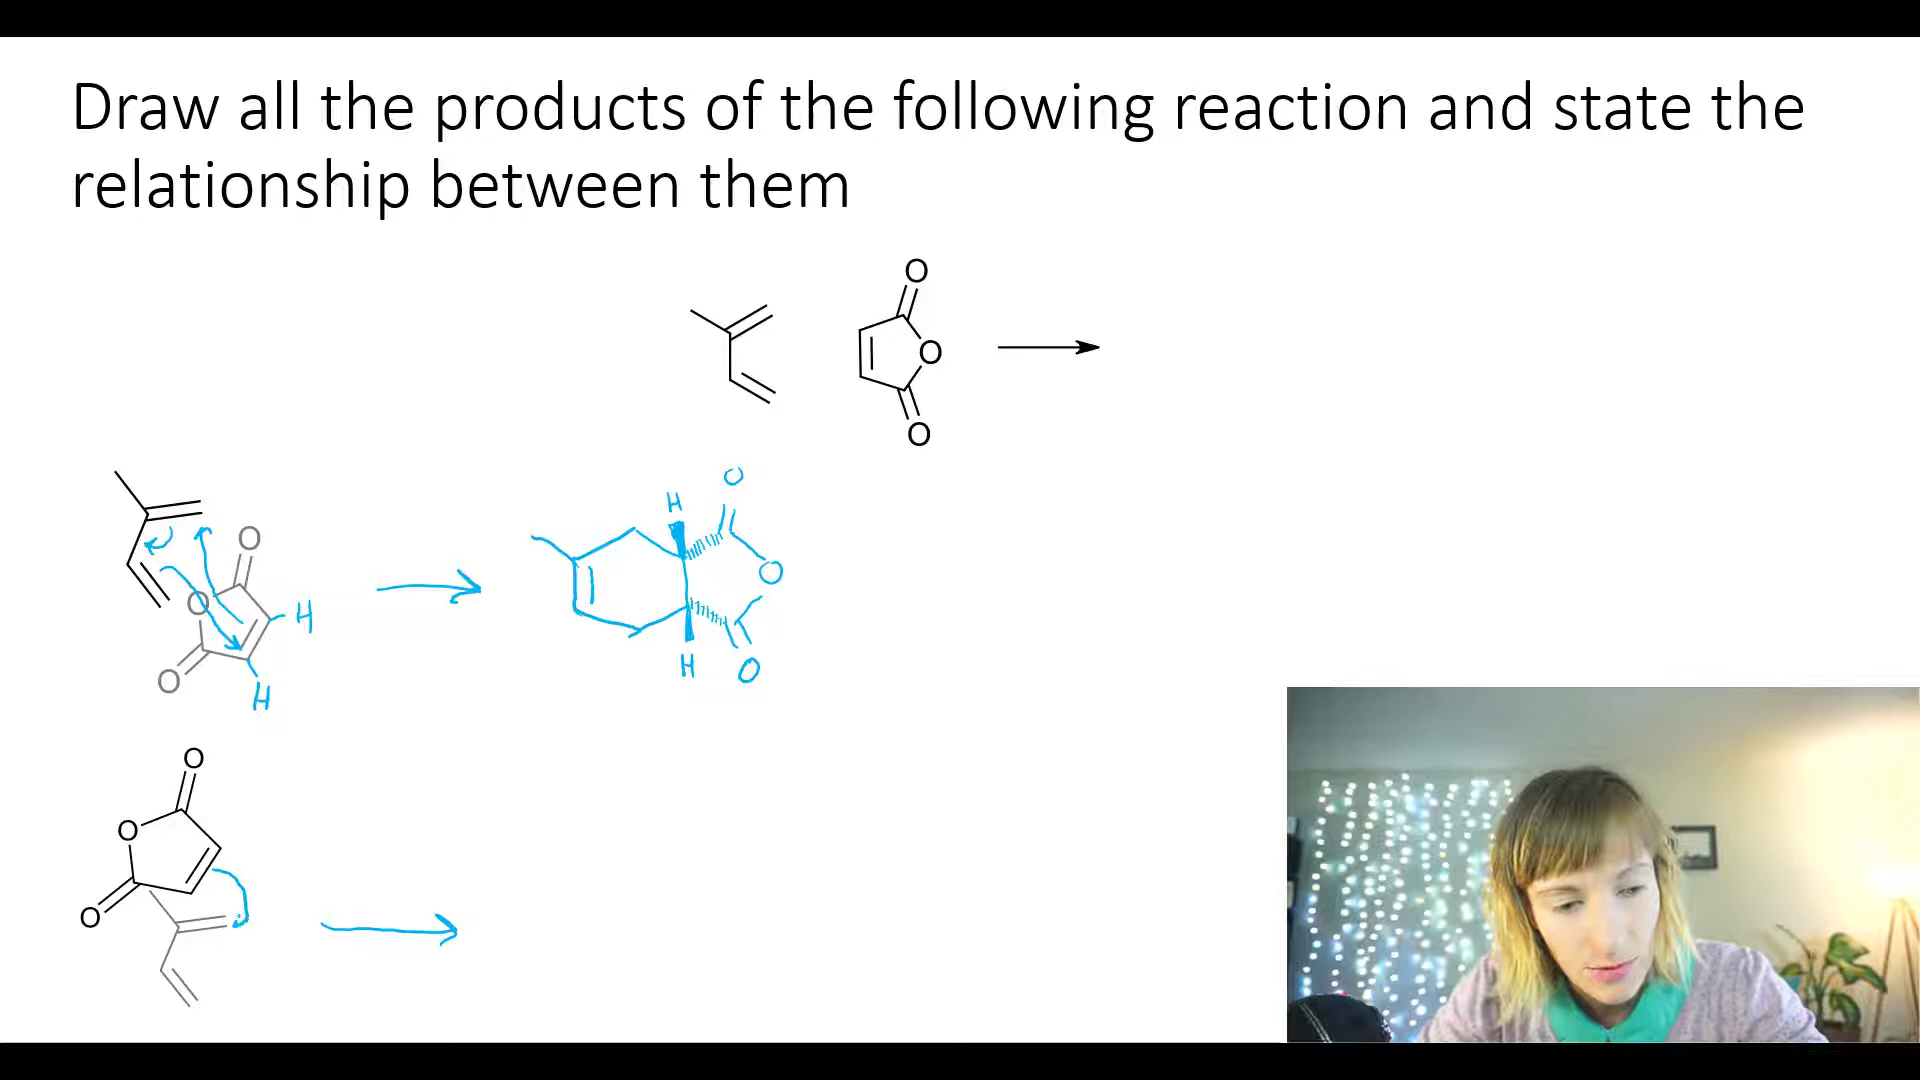 Draw all the products of the following reaction and state the
relationship between them
O
O
O
O
H
O
O
O
H
O
H
H
O
O
O
O